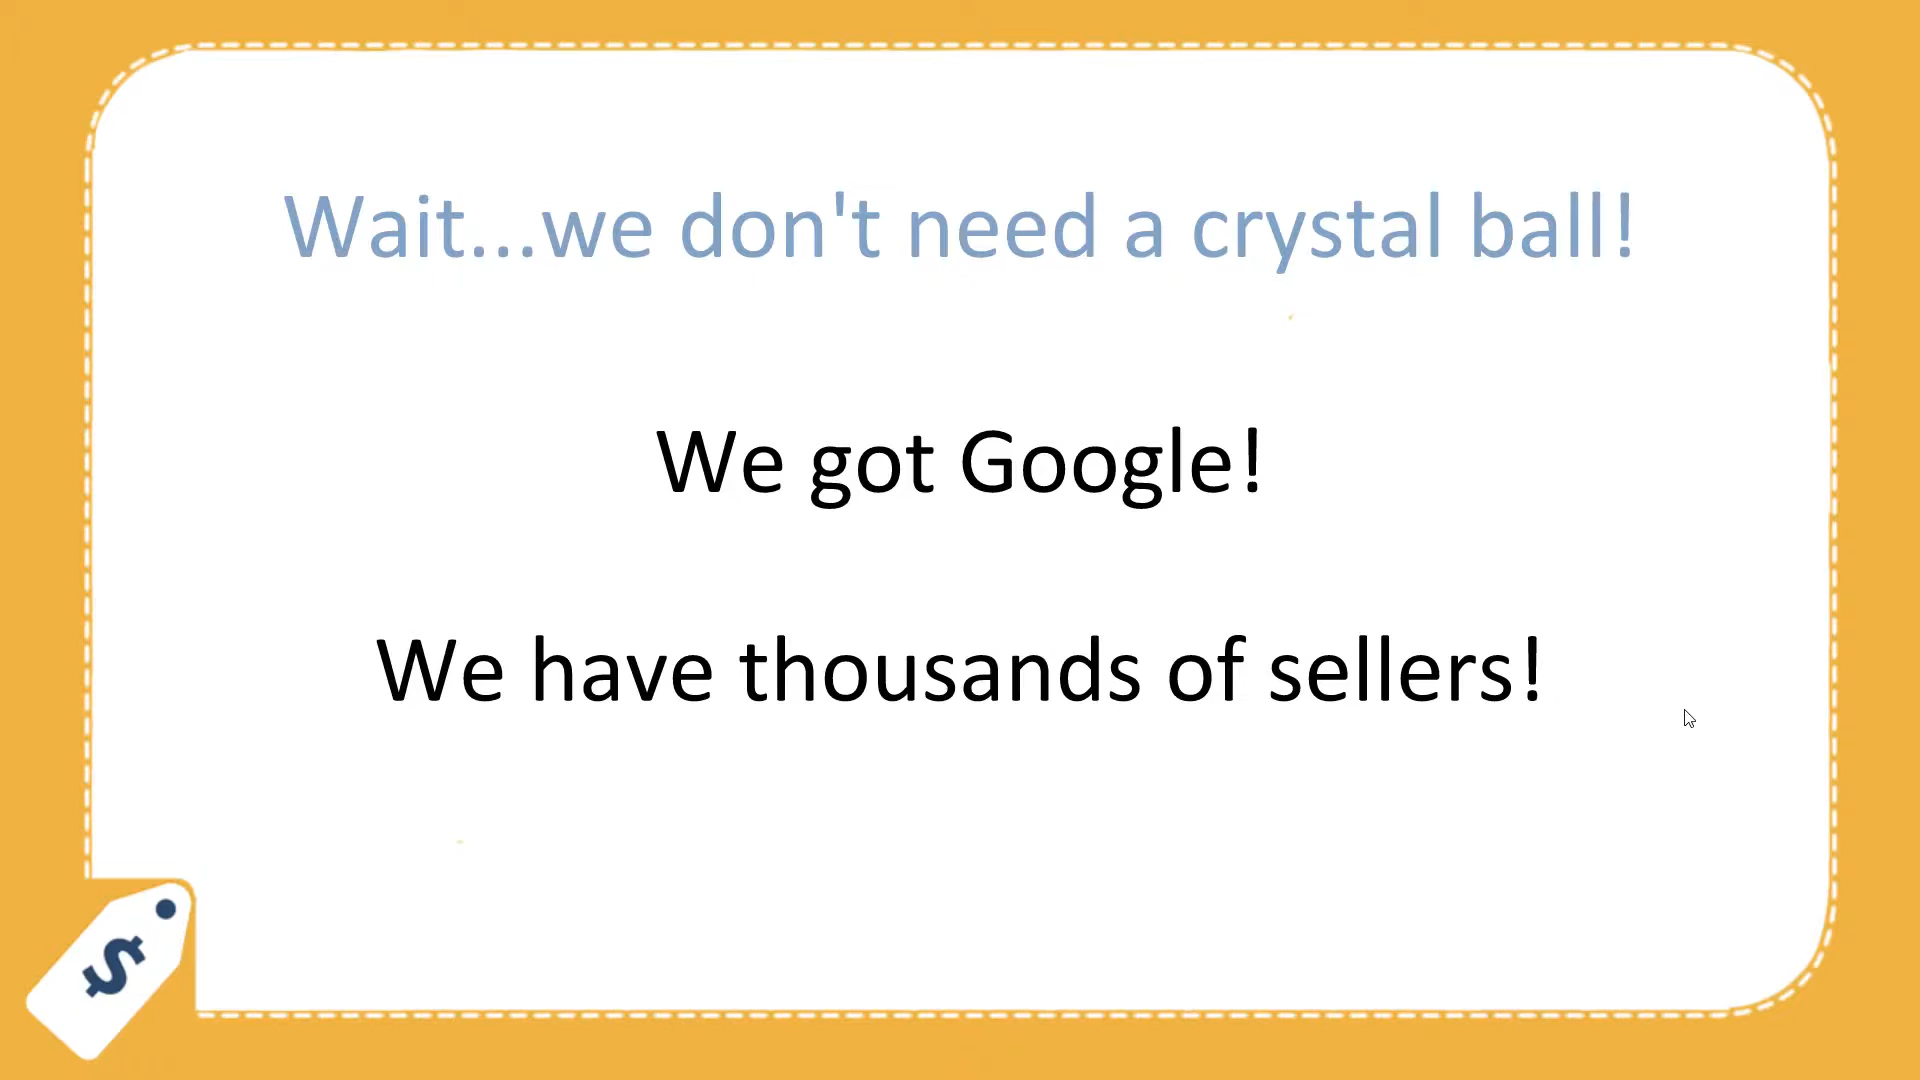 Wait...we don't need a crystal ball!
We got Google!
We have thousands of sellers!
$